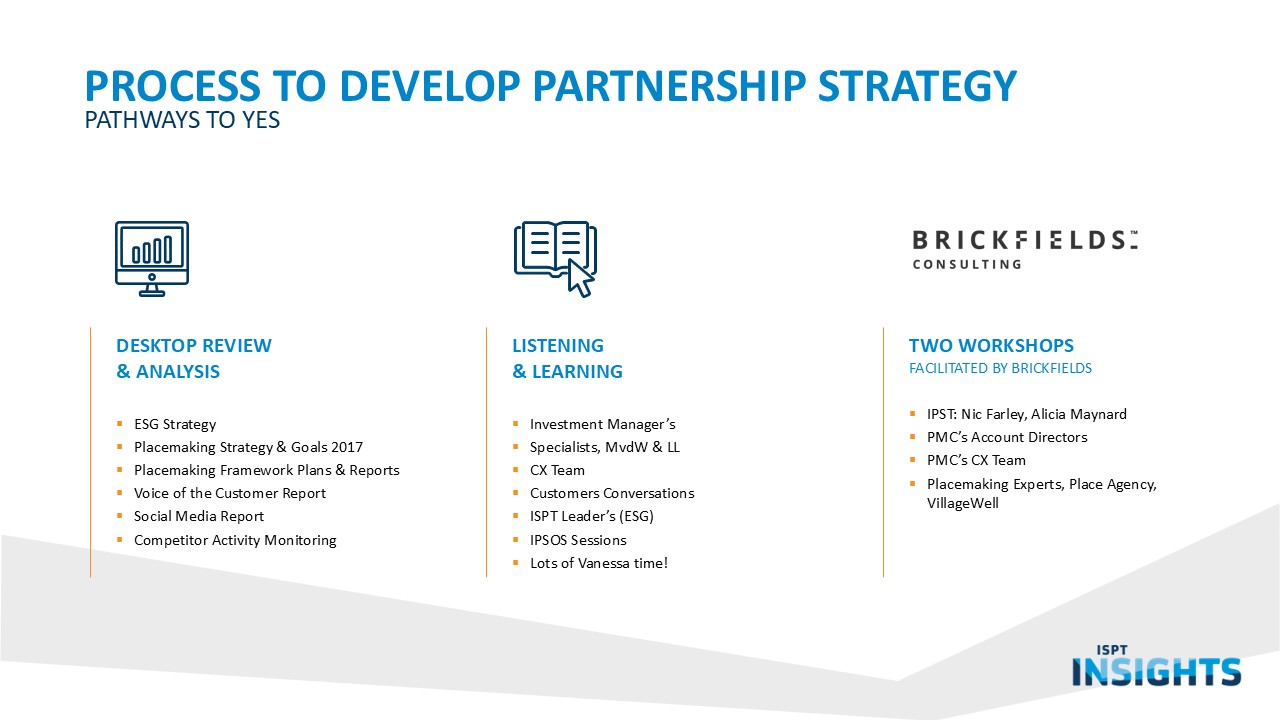 PROCESS TO DEVELOP PARTNERSHIP STRATEGY
PATHWAYS TO YES
DESKTOP REVIEW
& ANALYSIS
▪ ESG Strategy
▪ Placemaking Strategy & Goals 2017
▪ Placemaking Framework Plans & Reports
▪ Voice of the Customer Report
▪ Social Media Report
▪ Competitor Activity Monitoring
LISTENING
& LEARNING
▪ Investment Manager’s
▪ Specialists, MvdW & LL
▪ CX Team
▪ Customers Conversations
▪ ISPT Leader’s (ESG)
▪ IPSOS Sessions
▪ Lots of Vanessa time!
BRICKFIELDS™
CONSULTING
TWO WORKSHOPS
FACILITATED BY BRICKFIELDS
▪ IPST: Nic Farley, Alicia Maynard
▪ PMC’s Account Directors
▪ PMC’s CX Team
▪ Placemaking Experts, Place Agency,
VillageWell
ISPT
INSIGHTS